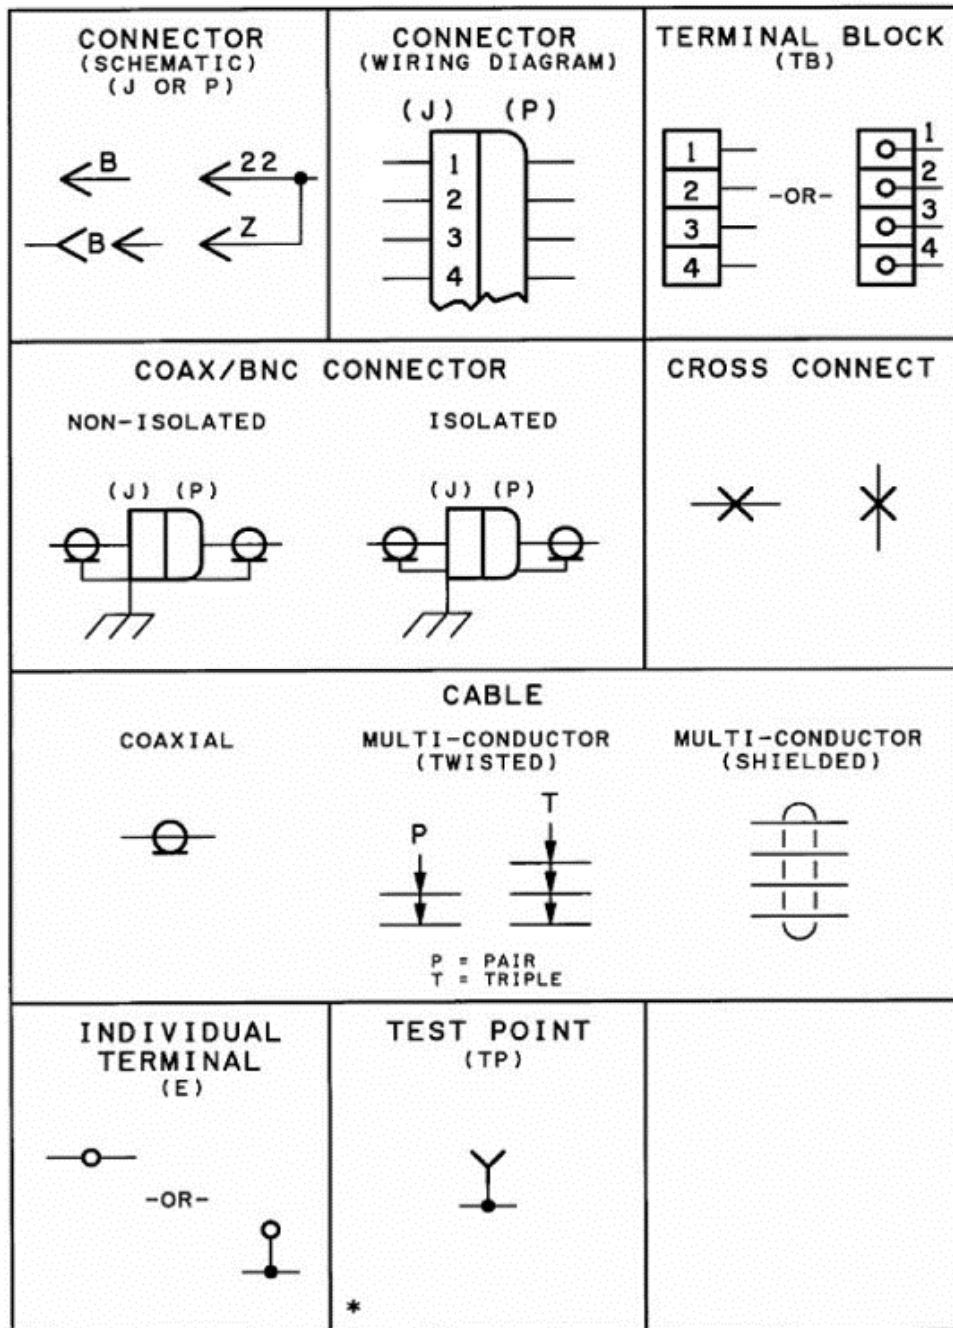 CONNECTOR
(SCHEMATIC)
(J OR P)
B
22
B
Z
CONNECTOR
(WIRING DIAGRAM)
(J) (P)
1
2
3
4
TERMINAL BLOCK
(TB)
1
2
3
4
-OR-
1
2
3
4
COAX/BNC CONNECTOR
NON-ISOLATED
(J) (P)
ISOLATED
(J) (P)
CROSS CONNECT
CABLE
COAXIAL
MULTI-CONDUCTOR
(TWISTED)
P
T
P = PAIR
T = TRIPLE
MULTI-CONDUCTOR
(SHIELDED)
INDIVIDUAL
TERMINAL
(E)
-OR-
TEST POINT
(TP)
*